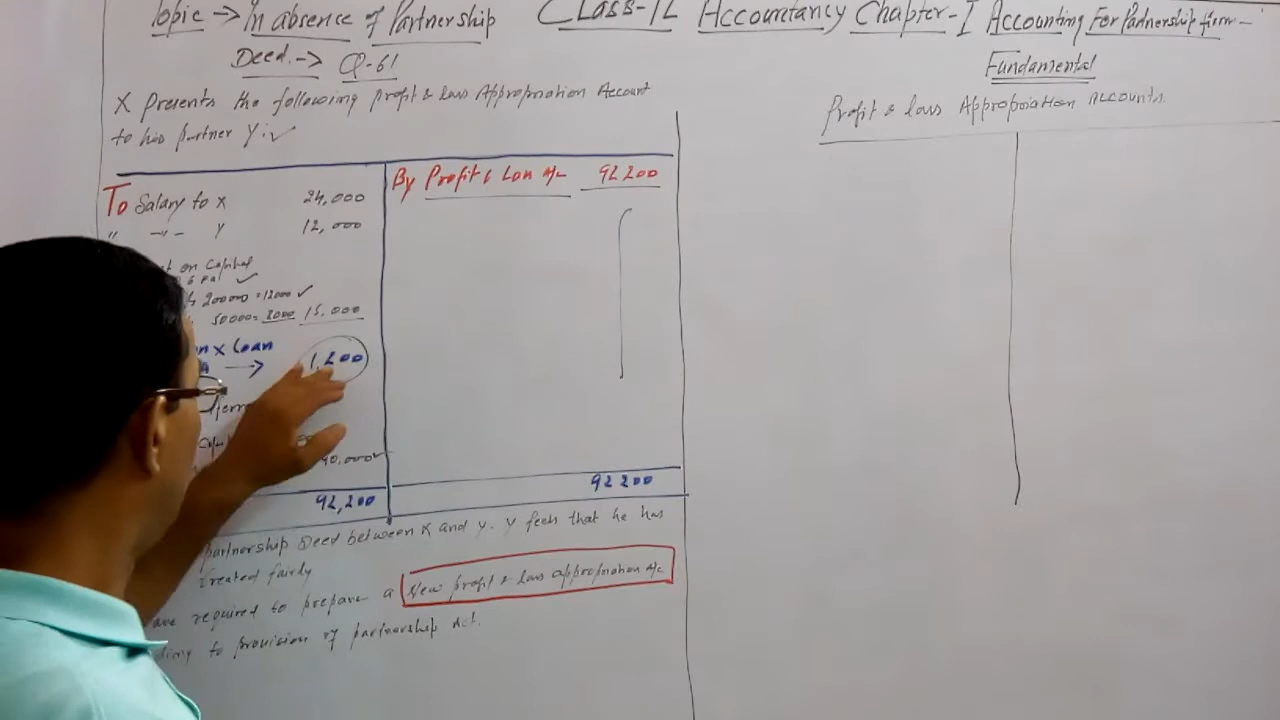 Topic → In absence of Partnership
Deed. → Q-61
Class-12 Accountancy Chapter-I Accounting For Partnership firm-
Fundamental
X Presents the following profit & loss Appropriation Account
to his partner Y:
To Salary to X 24,000
" —"— Y 12,000
on Capital
200000 = 12000 ✓
50000 = 3000 15,000
on X Loan
→ 1,200
40,000 ✓
92,200
By Profit & Loss A/c 92200
92200
partnership Deed between X and Y. Y feels that he has
treated fairly
are required to prepare a New profit & loss appropriation A/c
to provision of partnership Act.
Profit & loss Appropriation Accounts